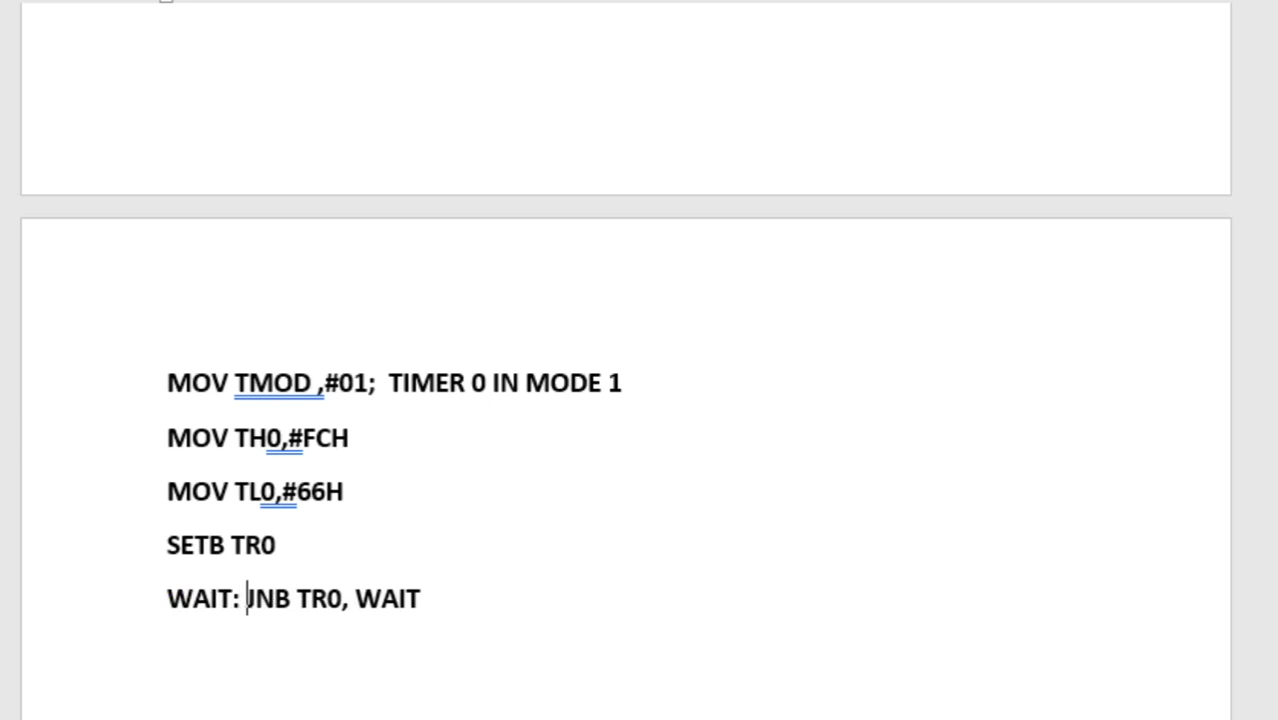 MOV TMOD ,#01;  TIMER 0 IN MODE 1
MOV TH0,#FCH
MOV TL0,#66H
SETB TR0
WAIT: JNB TR0, WAIT